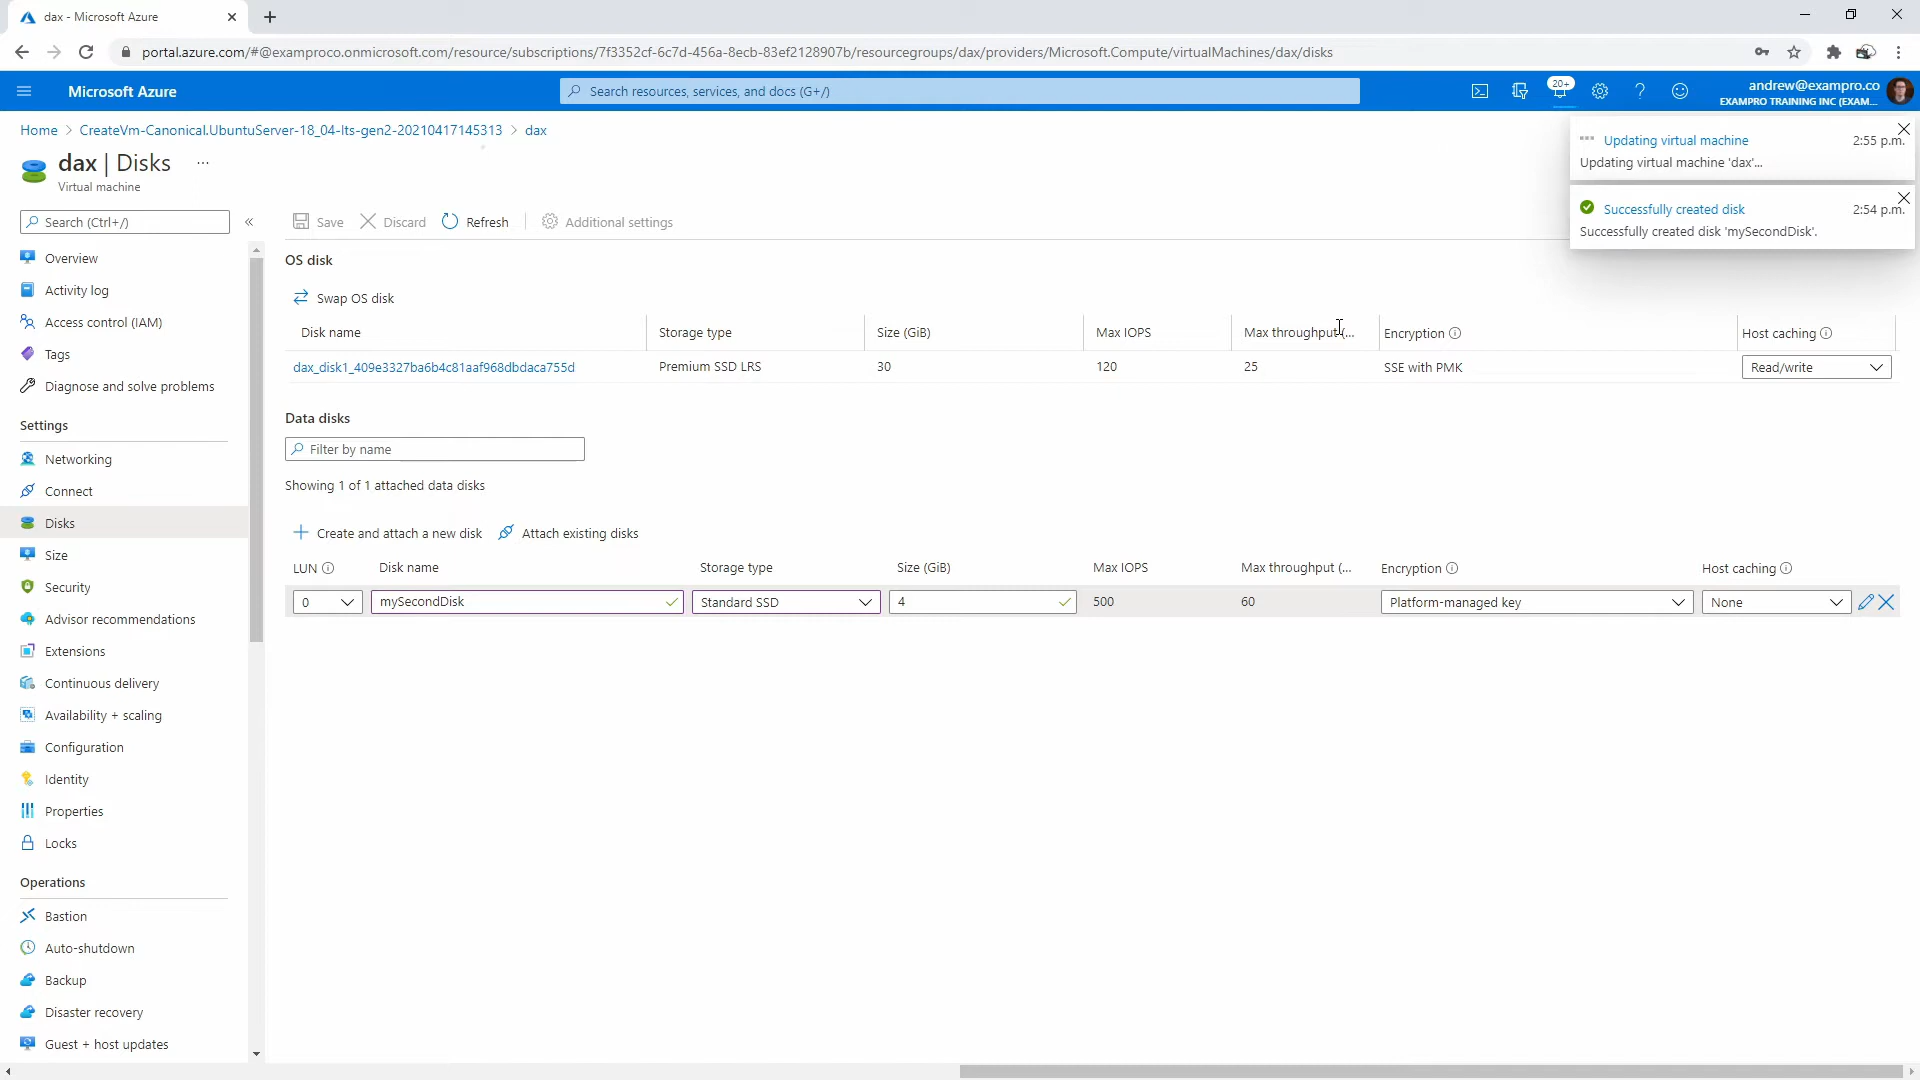 dax - Microsoft Azure
portal.azure.com/#@examproco.onmicrosoft.com/resource/subscriptions/7f3352cf-6c7d-456a-8ecb-83ef2128907b/resourcegroups/dax/providers/Microsoft.Compute/virtualMachines/dax/disks
Microsoft Azure
Search resources, services, and docs (G+/)
20+
andrew@exampro.co
EXAMPRO TRAINING INC (EXAM...
Home > CreateVm-Canonical.UbuntuServer-18_04-lts-gen2-20210417145313 > dax
dax | Disks ...
Virtual machine
Updating virtual machine 2:55 p.m.
Updating virtual machine 'dax'...
Successfully created disk 2:54 p.m.
Successfully created disk 'mySecondDisk'.
Search (Ctrl+/) «
Save Discard Refresh Additional settings
Overview
Activity log
Access control (IAM)
Tags
Diagnose and solve problems
Settings
Networking
Connect
Disks
Size
Security
Advisor recommendations
Extensions
Continuous delivery
Availability + scaling
Configuration
Identity
Properties
Locks
Operations
Bastion
Auto-shutdown
Backup
Disaster recovery
Guest + host updates
OS disk
Swap OS disk
Disk name Storage type Size (GiB) Max IOPS Max throughput (... Encryption Host caching
dax_disk1_409e3327ba6b4c81aaf968dbdaca755d Premium SSD LRS 30 120 25 SSE with PMK Read/write
Data disks
Filter by name
Showing 1 of 1 attached data disks
Create and attach a new disk Attach existing disks
LUN Disk name Storage type Size (GiB) Max IOPS Max throughput (... Encryption Host caching
0 mySecondDisk Standard SSD 4 500 60 Platform-managed key None